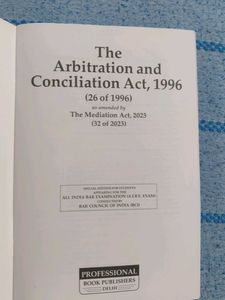 The
Arbitration and
Conciliation Act, 1996
(26 of 1996)
as amended by
The Mediation Act, 2023
(32 of 2023)
SPECIAL EDITION FOR STUDENTS
APPEARING FOR THE
ALL INDIA BAR EXAMINATION (A.I.B.E. EXAM)
CONDUCTED BY
BAR COUNCIL OF INDIA (BCI)
PROFESSIONAL
BOOK PUBLISHERS
DELHI